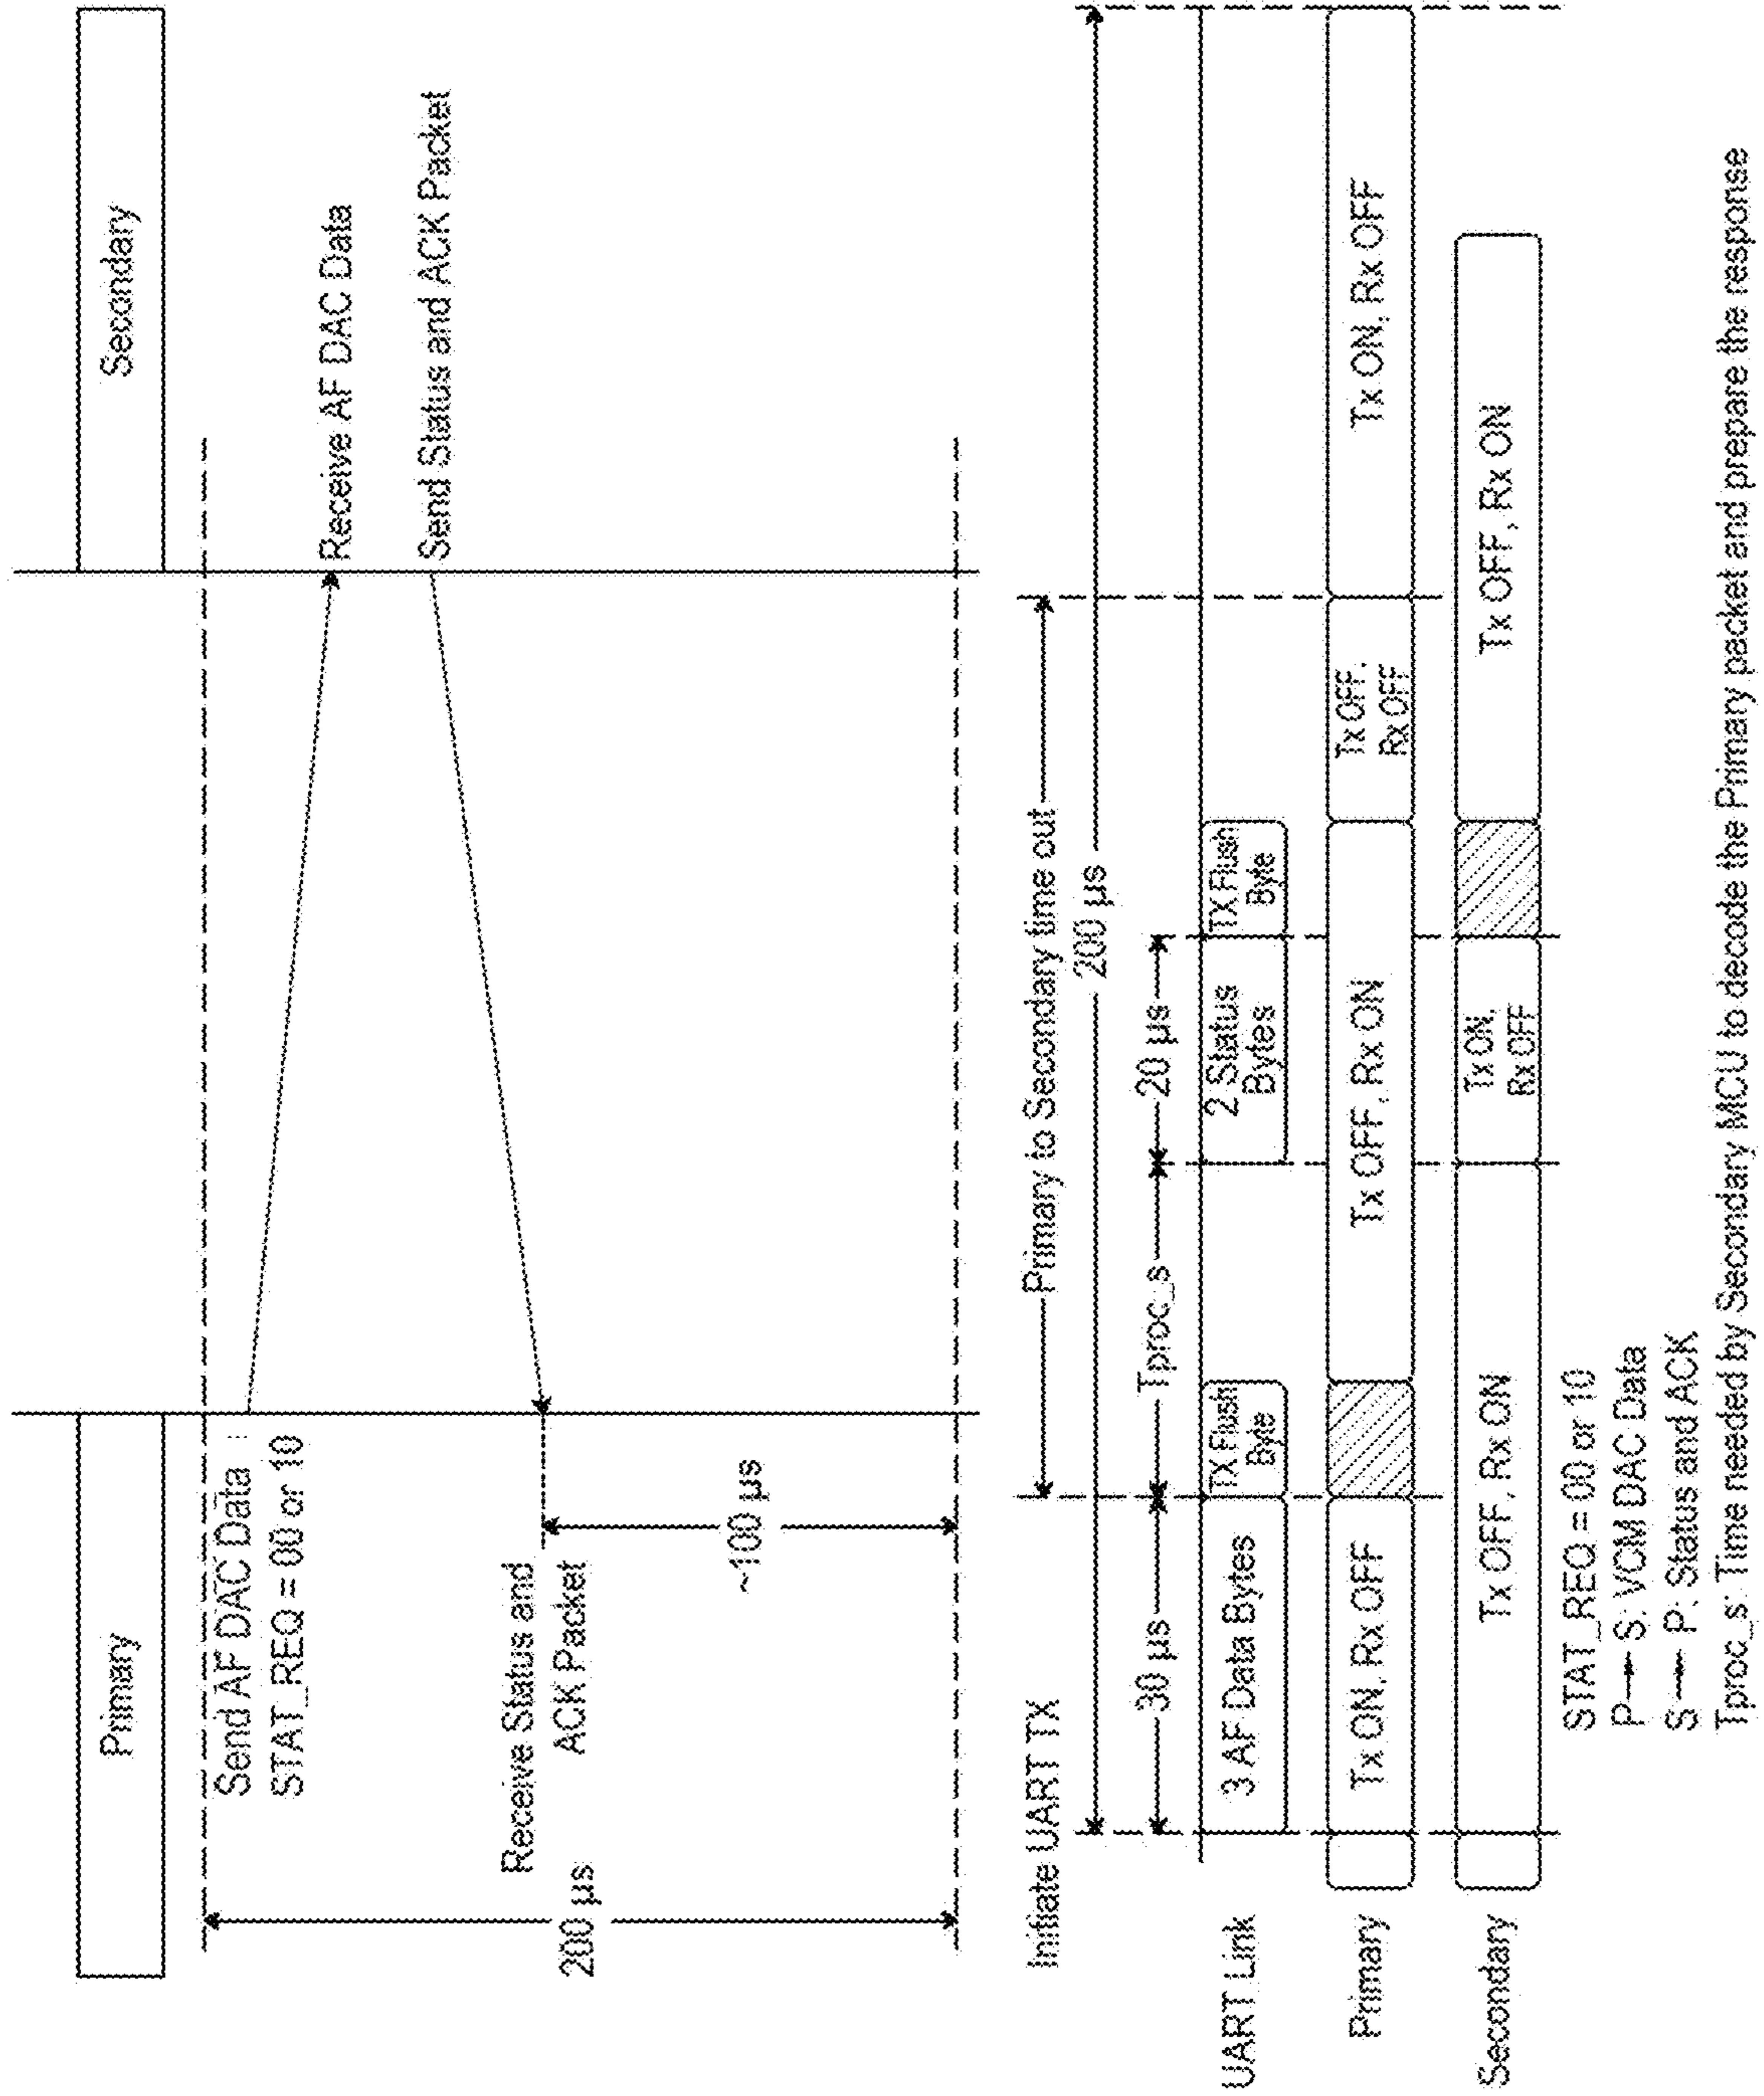 Primary
Secondary
Send AF DAC Data
STAT_REQ = 00 or 10
Receive AF DAC Data
Send Status and ACK Packet
Receive Status and
ACK Packet
200 µs
~100 µs
Initiate UART TX
Primary to Secondary time out
200 µs
30 µs
Tproc_s
20 µs
UART Link
3 AF Data Bytes
TX Flush
Byte
2 Status
Bytes
TX Flush
Byte
Primary
Tx ON, Rx OFF
Tx OFF, Rx ON
Tx OFF,
Rx OFF
Tx ON, Rx OFF
Secondary
Tx OFF, Rx ON
Tx ON,
Rx OFF
Tx OFF, Rx ON
STAT_REQ = 00 or 10
P→S: VCM DAC Data
S→P: Status and ACK
Tproc_s: Time needed by Secondary MCU to decode the Primary packet and prepare the response